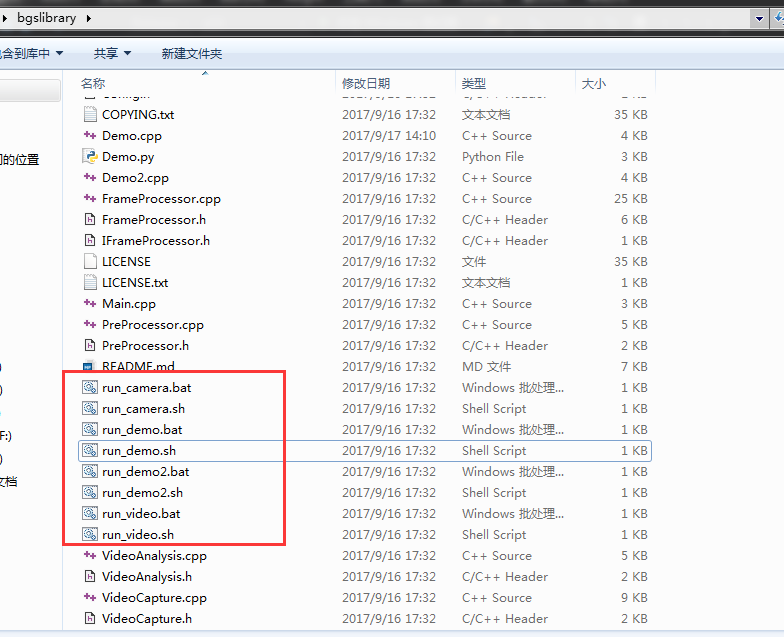 bgslibrary
含到库中 共享 新建文件夹
名称 修改日期 类型 大小
COPYING.txt 2017/9/16 17:32 文本文档 35 KB
Demo.cpp 2017/9/17 14:10 C++ Source 4 KB
Demo.py 2017/9/16 17:32 Python File 3 KB
的位置
Demo2.cpp 2017/9/16 17:32 C++ Source 4 KB
FrameProcessor.cpp 2017/9/16 17:32 C++ Source 25 KB
FrameProcessor.h 2017/9/16 17:32 C/C++ Header 6 KB
IFrameProcessor.h 2017/9/16 17:32 C/C++ Header 1 KB
LICENSE 2017/9/16 17:32 文件 35 KB
LICENSE.txt 2017/9/16 17:32 文本文档 1 KB
Main.cpp 2017/9/16 17:32 C++ Source 3 KB
PreProcessor.cpp 2017/9/16 17:32 C++ Source 5 KB
PreProcessor.h 2017/9/16 17:32 C/C++ Header 2 KB
README.md 2017/9/16 17:32 MD 文件 7 KB
run_camera.bat 2017/9/16 17:32 Windows 批处理... 1 KB
run_camera.sh 2017/9/16 17:32 Shell Script 1 KB
run_demo.bat 2017/9/16 17:32 Windows 批处理... 1 KB
F:)
run_demo.sh 2017/9/16 17:32 Shell Script 1 KB
run_demo2.bat 2017/9/16 17:32 Windows 批处理... 1 KB
文档
run_demo2.sh 2017/9/16 17:32 Shell Script 1 KB
run_video.bat 2017/9/16 17:32 Windows 批处理... 1 KB
run_video.sh 2017/9/16 17:32 Shell Script 1 KB
VideoAnalysis.cpp 2017/9/16 17:32 C++ Source 5 KB
VideoAnalysis.h 2017/9/16 17:32 C/C++ Header 2 KB
VideoCapture.cpp 2017/9/16 17:32 C++ Source 9 KB
VideoCapture.h 2017/9/16 17:32 C/C++ Header 2 KB